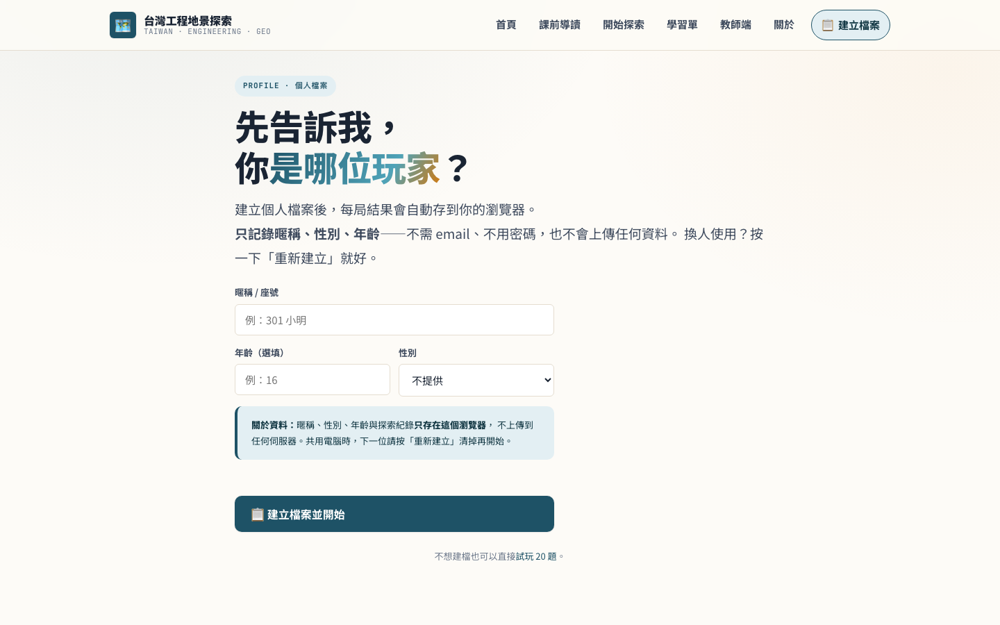 台灣工程地景探索
TAIWAN · ENGINEERING · GEO
首頁
課前導讀
開始探索
學習單
教師端
關於
建立檔案
PROFILE · 個人檔案
先告訴我，
你是哪位玩家？
建立個人檔案後，每局結果會自動存到你的瀏覽器。
只記錄暱稱、性別、年齡——不需 email、不用密碼，也不會上傳任何資料。 換人使用？按
一下「重新建立」就好。
暱稱 / 座號
例：301 小明
年齡（選填）
性別
例：16
不提供
關於資料：暱稱、性別、年齡與探索紀錄只存在這個瀏覽器， 不上傳到
任何伺服器。共用電腦時，下一位請按「重新建立」清掉再開始。
建立檔案並開始
不想建檔也可以直接試玩 20 題。